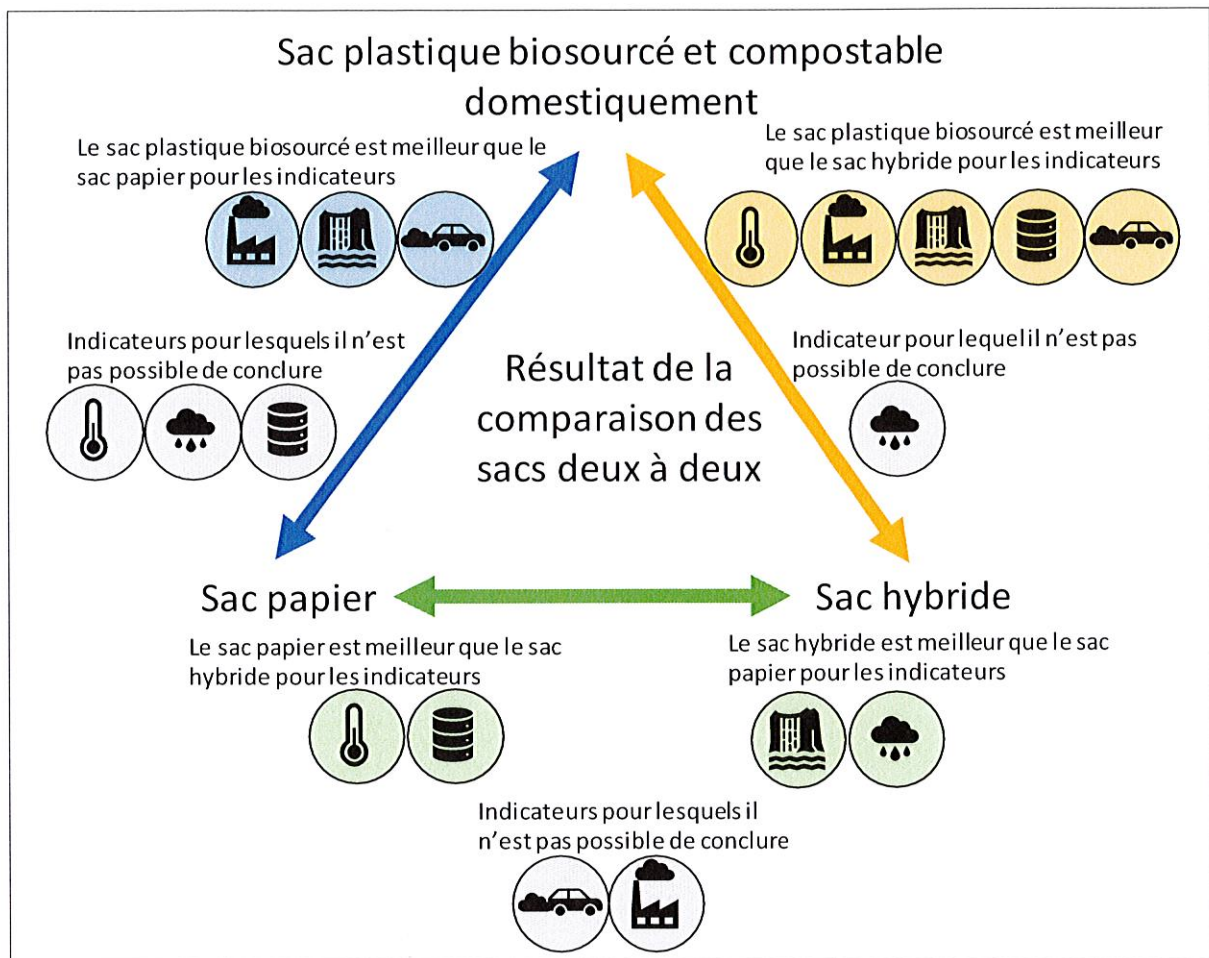 Sac plastique biosourcé et compostable
domestiquement
Le sac plastique biosourcé est meilleur que le
sac papier pour les indicateurs
Le sac plastique biosourcé est meilleur
que le sac hybride pour les indicateurs
Indicateurs pour lesquels il n'est
pas possible de conclure
Résultat de la
comparaison des
sacs deux à deux
Indicateur pour lequel il n'est pas
possible de conclure
Sac papier
Sac hybride
Le sac papier est meilleur que le sac
hybride pour les indicateurs
Le sac hybride est meilleur que le sac
papier pour les indicateurs
Indicateurs pour lesquels il
n'est pas possible de conclure